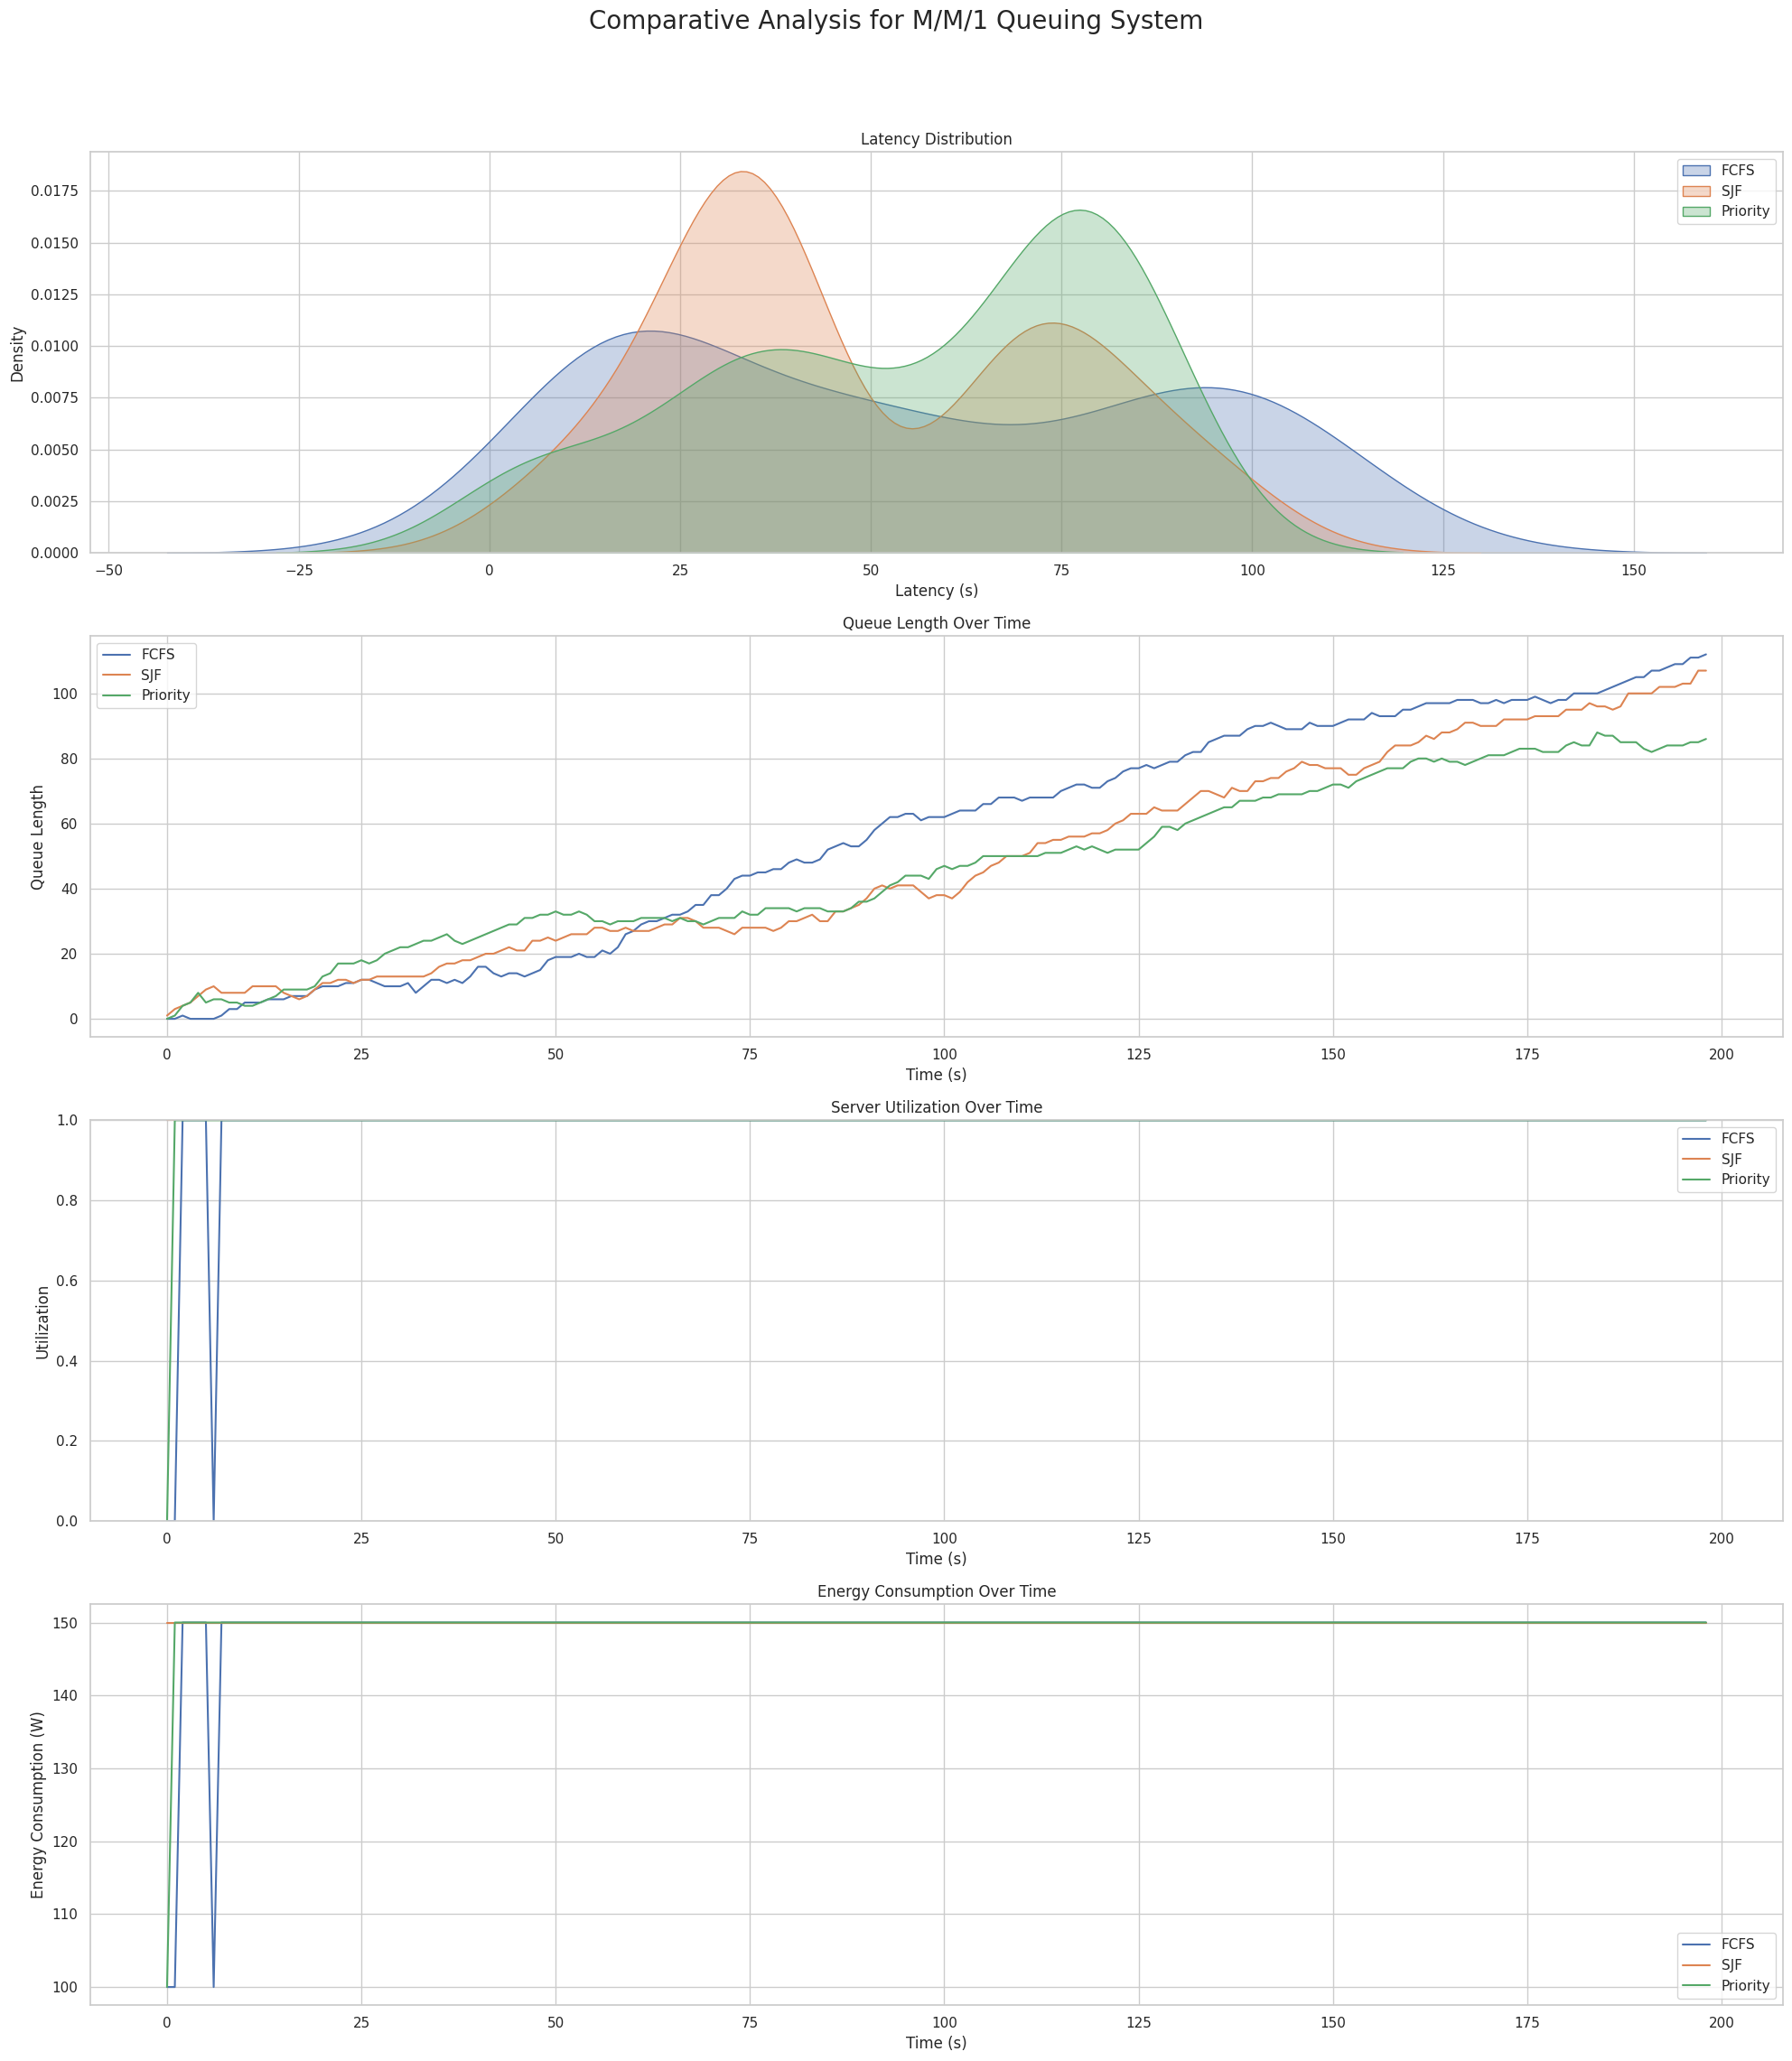 Comparative Analysis for M/M/1 Queuing System
Latency Distribution
FCFS
SJF
Priority
0.0175
0.0150
0.0125
0.0100
0.0075
0.0050
0.0025
0.0000
Density
−50 −25 0 25 50 75 100 125 150
Latency (s)
Queue Length Over Time
FCFS
SJF
Priority
100
80
60
40
20
0
Queue Length
0 25 50 75 100 125 150 175 200
Time (s)
Server Utilization Over Time
FCFS
SJF
Priority
1.0
0.8
0.6
0.4
0.2
0.0
Utilization
0 25 50 75 100 125 150 175 200
Time (s)
Energy Consumption Over Time
150
140
130
120
110
100
Energy Consumption (W)
FCFS
SJF
Priority
0 25 50 75 100 125 150 175 200
Time (s)